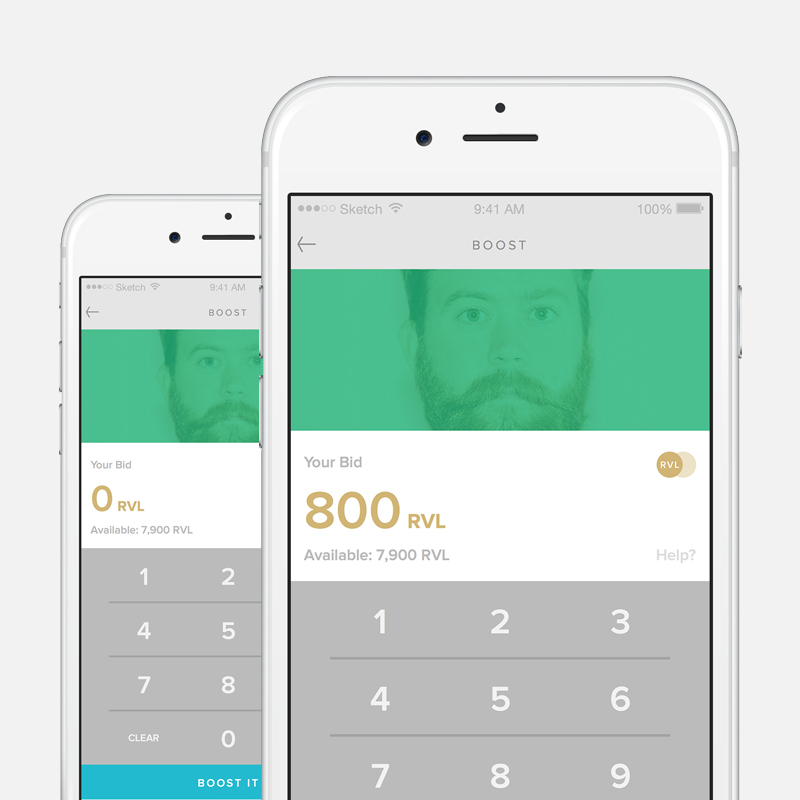 Sketch 9:41 AM 100%
BOOST
Your Bid
RVL
800 RVL
Available: 7,900 RVL
Help?
1 2 3
4 5 6
7 8 9
Sketch 9:41 AM
BOOST
Your Bid
0 RVL
Available: 7,900 RVL
1 2
4 5
7 8
CLEAR 0
BOOST IT